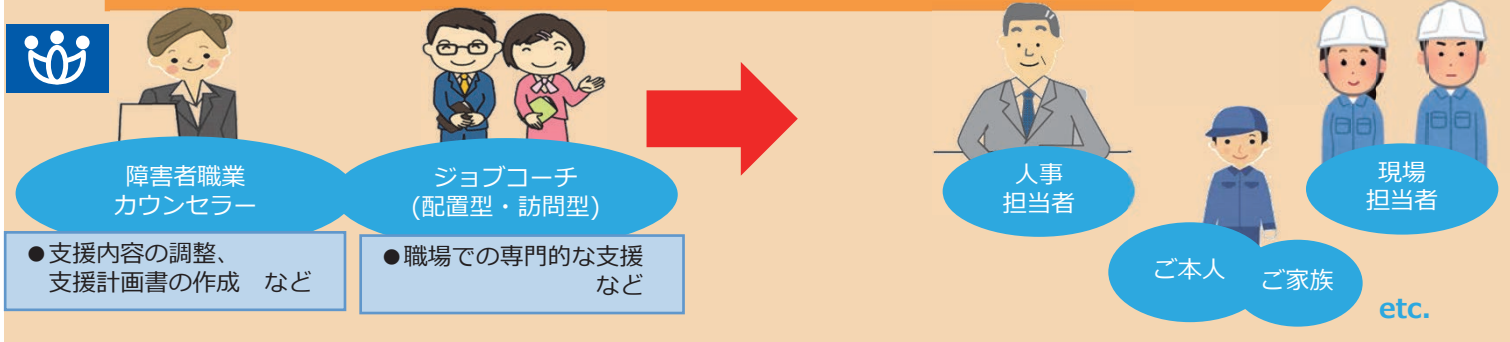 障害者職業
カウンセラー
●支援内容の調整、
支援計画書の作成　など
ジョブコーチ
(配置型・訪問型)
●職場での専門的な支援
など
人事
担当者
ご本人
ご家族
現場
担当者
etc.